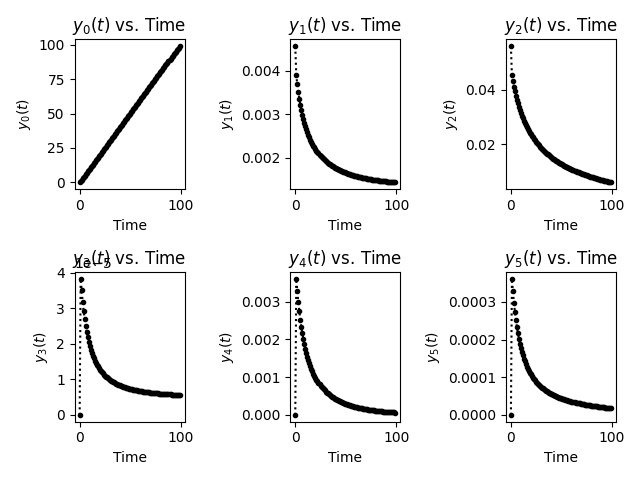 y₀(t) vs. Time
y₁(t) vs. Time
y₂(t) vs. Time
100
75
50
25
0
y₀(t)
0
100
Time
0.004
0.003
0.002
y₁(t)
0
100
Time
0.04
0.02
y₂(t)
0
100
Time
y₃(t) vs. Time
1e−5
y₄(t) vs. Time
y₅(t) vs. Time
4
3
2
1
0
y₃(t)
0
100
Time
0.003
0.002
0.001
0.000
y₄(t)
0
100
Time
0.0003
0.0002
0.0001
0.0000
y₅(t)
0
100
Time